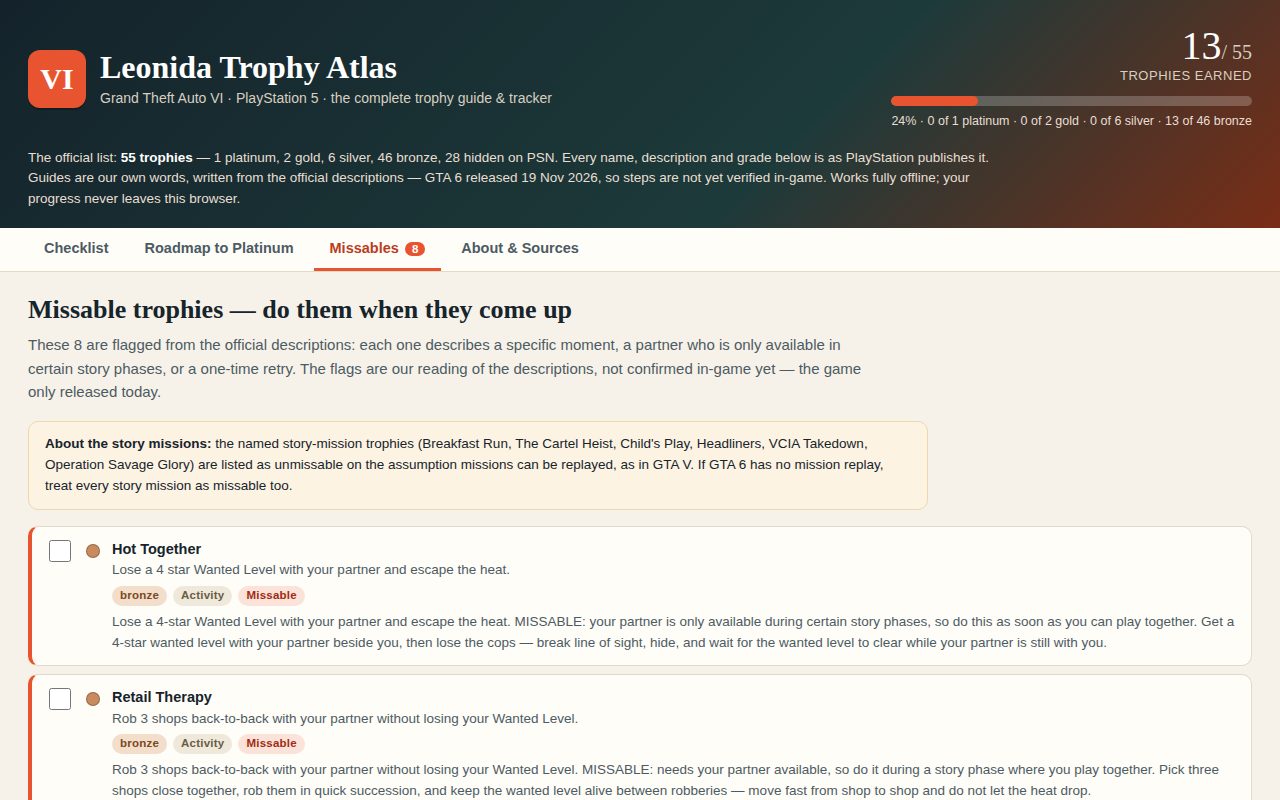 VI
Leonida Trophy Atlas
Grand Theft Auto VI · PlayStation 5 · the complete trophy guide & tracker
13 / 55
TROPHIES EARNED
24% · 0 of 1 platinum · 0 of 2 gold · 0 of 6 silver · 13 of 46 bronze
The official list: 55 trophies — 1 platinum, 2 gold, 6 silver, 46 bronze, 28 hidden on PSN. Every name, description and grade below is as PlayStation publishes it.
Guides are our own words, written from the official descriptions — GTA 6 released 19 Nov 2026, so steps are not yet verified in-game. Works fully offline; your
progress never leaves this browser.
Checklist
Roadmap to Platinum
Missables 8
About & Sources
Missable trophies — do them when they come up
These 8 are flagged from the official descriptions: each one describes a specific moment, a partner who is only available in
certain story phases, or a one-time retry. The flags are our reading of the descriptions, not confirmed in-game yet — the game
only released today.
About the story missions: the named story-mission trophies (Breakfast Run, The Cartel Heist, Child's Play, Headliners, VCIA Takedown,
Operation Savage Glory) are listed as unmissable on the assumption missions can be replayed, as in GTA V. If GTA 6 has no mission replay,
treat every story mission as missable too.
Hot Together
Lose a 4 star Wanted Level with your partner and escape the heat.
bronze Activity Missable
Lose a 4-star Wanted Level with your partner and escape the heat. MISSABLE: your partner is only available during certain story phases, so do this as soon as you can play together. Get a
4-star wanted level with your partner beside you, then lose the cops — break line of sight, hide, and wait for the wanted level to clear while your partner is still with you.
Retail Therapy
Rob 3 shops back-to-back with your partner without losing your Wanted Level.
bronze Activity Missable
Rob 3 shops back-to-back with your partner without losing your Wanted Level. MISSABLE: needs your partner available, so do it during a story phase where you play together. Pick three
shops close together, rob them in quick succession, and keep the wanted level alive between robberies — move fast from shop to shop and do not let the heat drop.